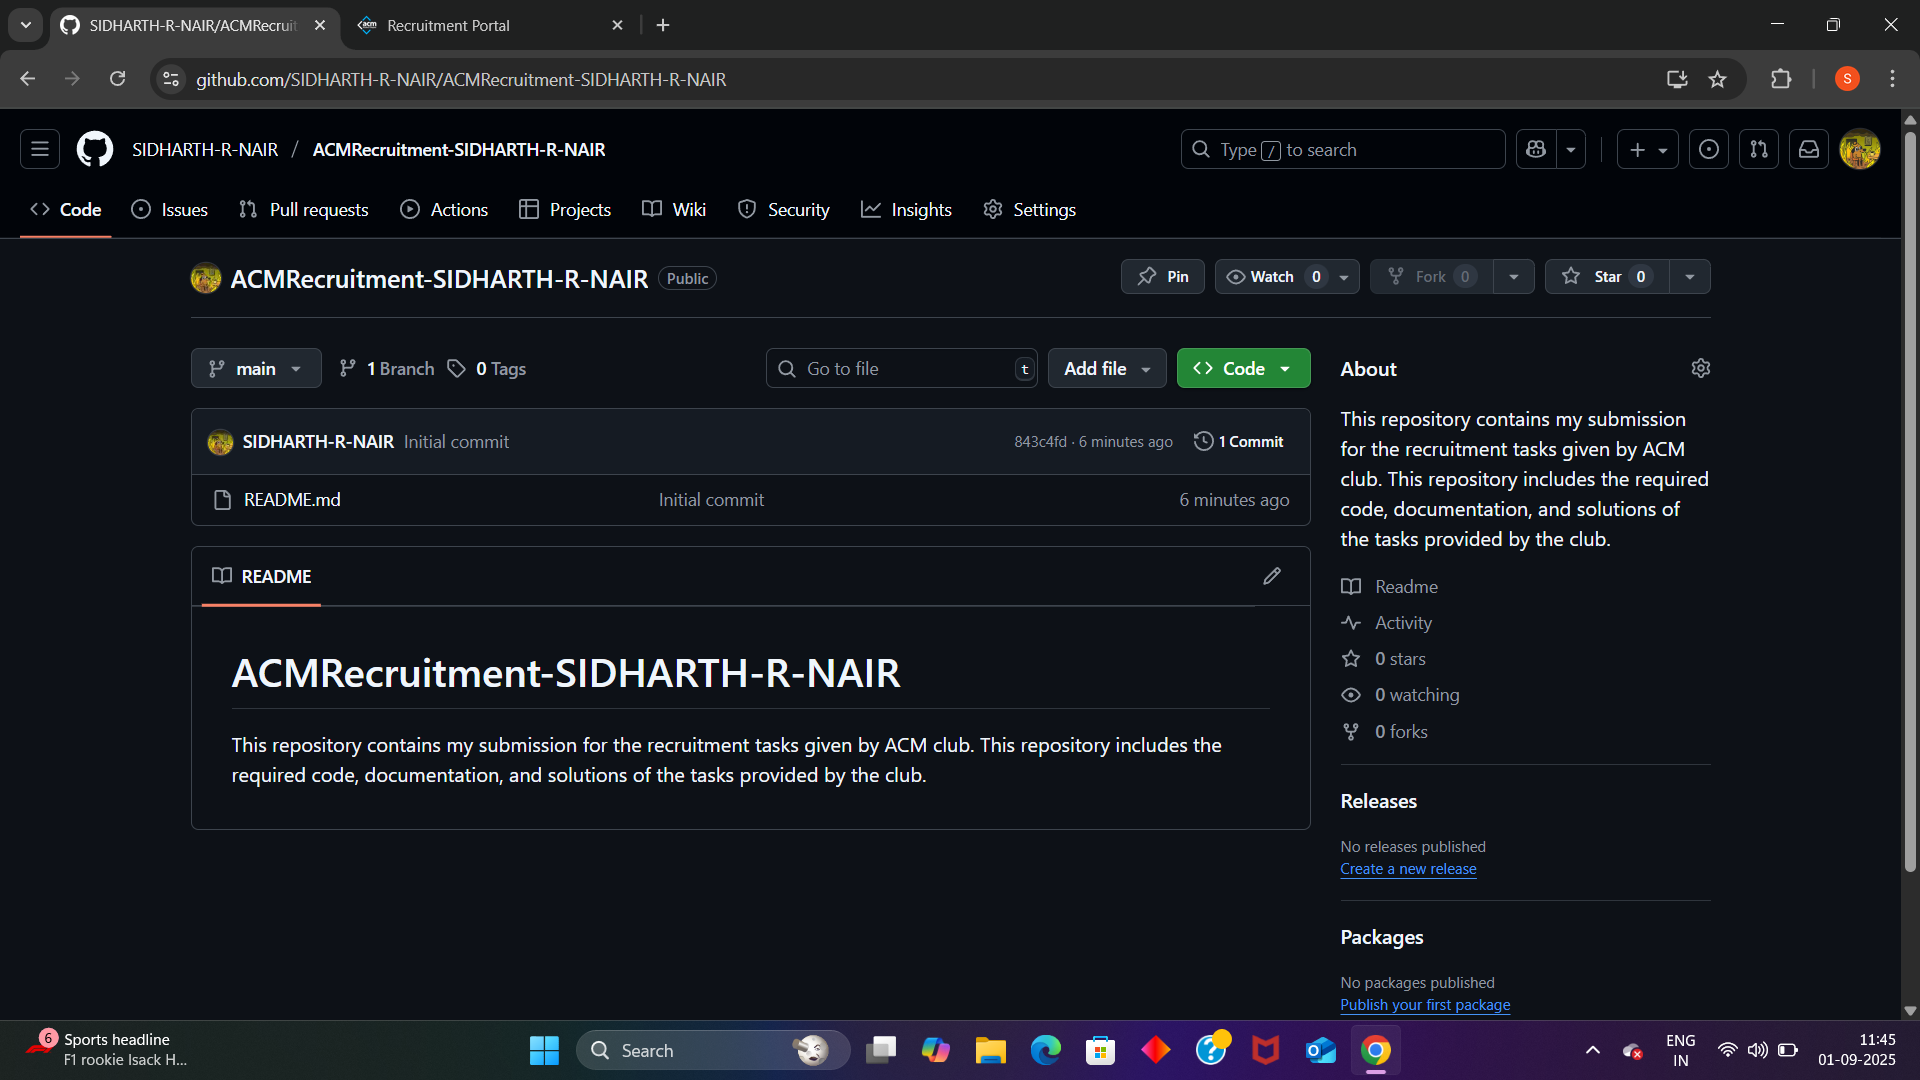 SIDHARTH-R-NAIR/ACMRecruit
Recruitment Portal
github.com/SIDHARTH-R-NAIR/ACMRecruitment-SIDHARTH-R-NAIR
S
SIDHARTH-R-NAIR / ACMRecruitment-SIDHARTH-R-NAIR
Type / to search
Code Issues Pull requests Actions Projects Wiki Security Insights Settings
ACMRecruitment-SIDHARTH-R-NAIR Public
Pin Watch 0 Fork 0 Star 0
main 1 Branch 0 Tags
Go to file t Add file Code
SIDHARTH-R-NAIR Initial commit 843c4fd · 6 minutes ago 1 Commit
README.md Initial commit 6 minutes ago
README
ACMRecruitment-SIDHARTH-R-NAIR
This repository contains my submission for the recruitment tasks given by ACM club. This repository includes the
required code, documentation, and solutions of the tasks provided by the club.
About
This repository contains my submission
for the recruitment tasks given by ACM
club. This repository includes the required
code, documentation, and solutions of
the tasks provided by the club.
Readme
Activity
0 stars
0 watching
0 forks
Releases
No releases published
Create a new release
Packages
No packages published
Publish your first package
6
Sports headline
F1 rookie Isack H...
Search
ENG
IN
11:45
01-09-2025